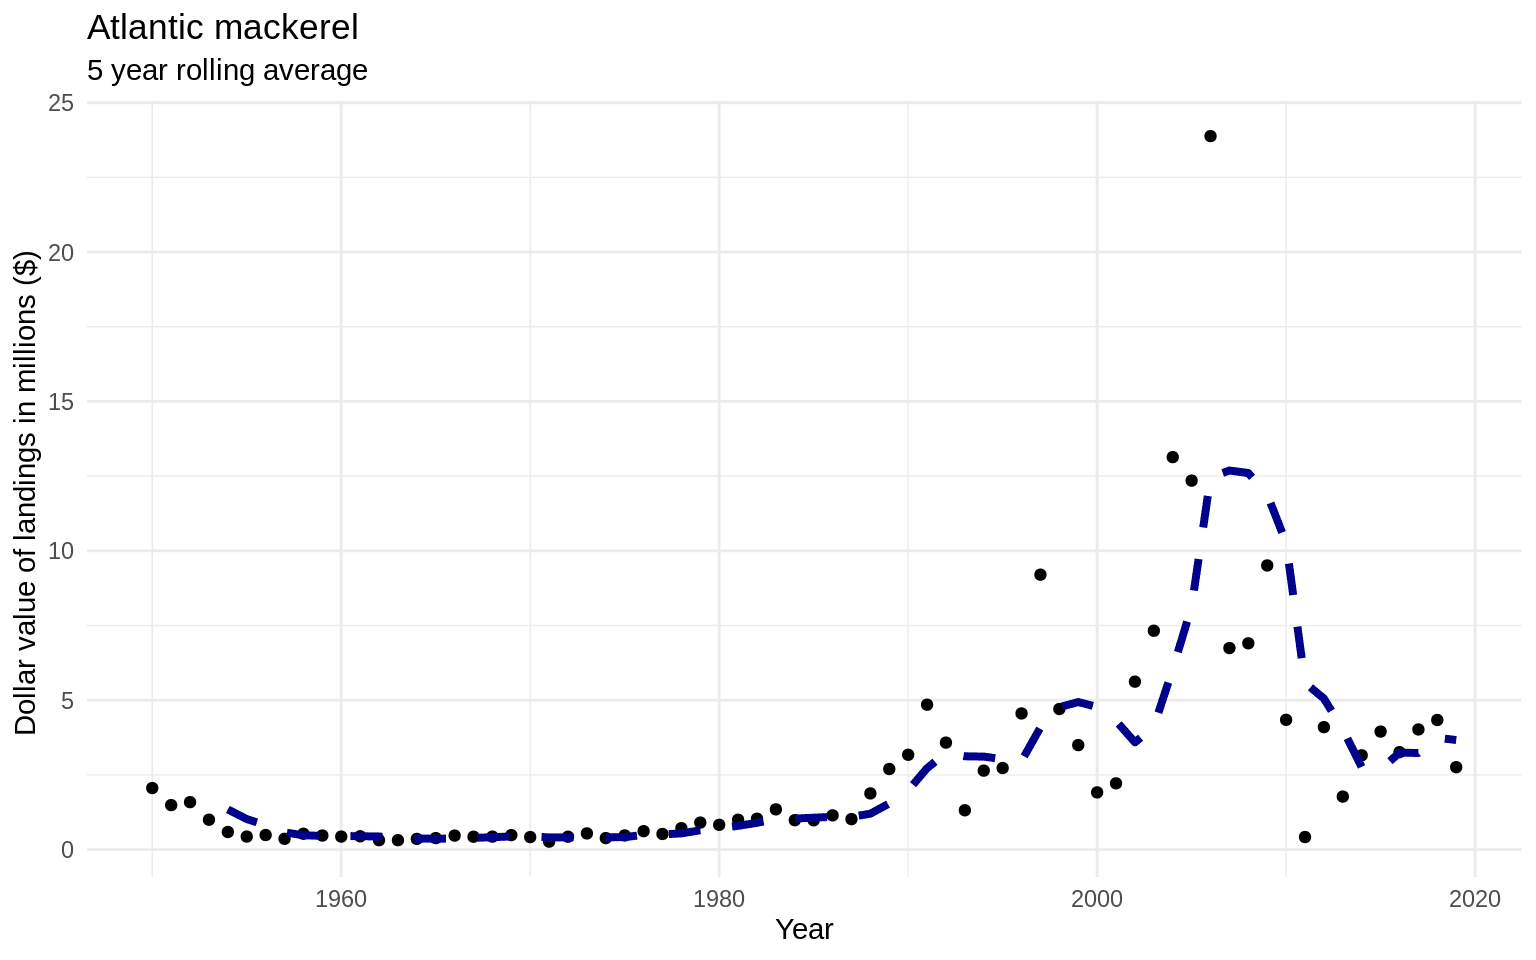 Atlantic mackerel
5 year rolling average
Dollar value of landings in millions ($)
25
20
15
10
5
0
1960
1980
2000
2020
Year